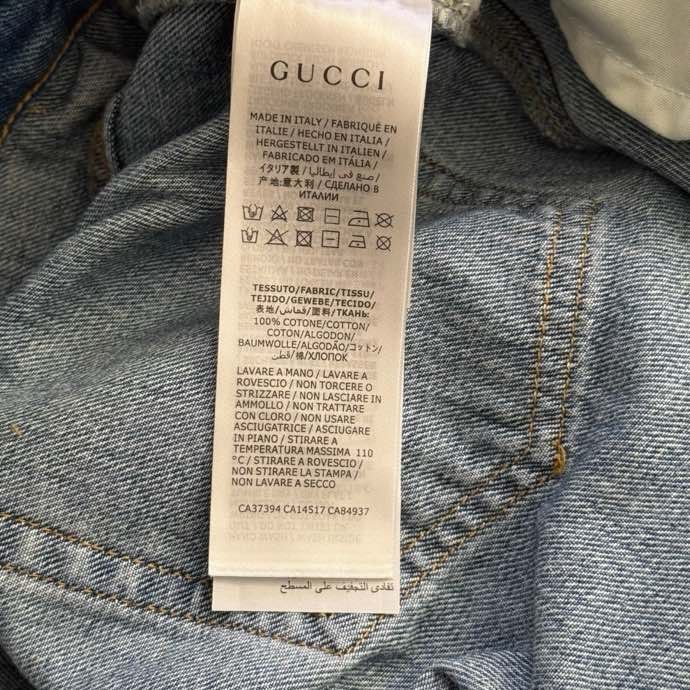 GUCCI
MADE IN ITALY / FABRIQUÉ EN
ITALIE / HECHO EN ITALIA /
HERGESTELLT IN ITALIEN /
FABRICADO EM ITÁLIA /
イタリア製 / صنع في إيطاليا /
产地:意大利 / СДЕЛАНО В
ИТАЛИИ
TESSUTO/FABRIC/TISSU/
TEJIDO/GEWEBE/TECIDO/
表地/قماش/面料/ТКАНЬ:
100% COTONE/COTTON/
COTON/ALGODON/
BAUMWOLLE/ALGODÃO/コットン/
قطن/棉/ХЛОПОК
LAVARE A MANO / LAVARE A
ROVESCIO / NON TORCERE O
STRIZZARE / NON LASCIARE IN
AMMOLLO / NON TRATTARE
CON CLORO / NON USARE
ASCIUGATRICE / ASCIUGARE
IN PIANO / STIRARE A
TEMPERATURA MASSIMA 110
°C / STIRARE A ROVESCIO /
NON STIRARE LA STAMPA /
NON LAVARE A SECCO
CA37394 CA14517 CA84937
تفادي التجفيف على المسطح